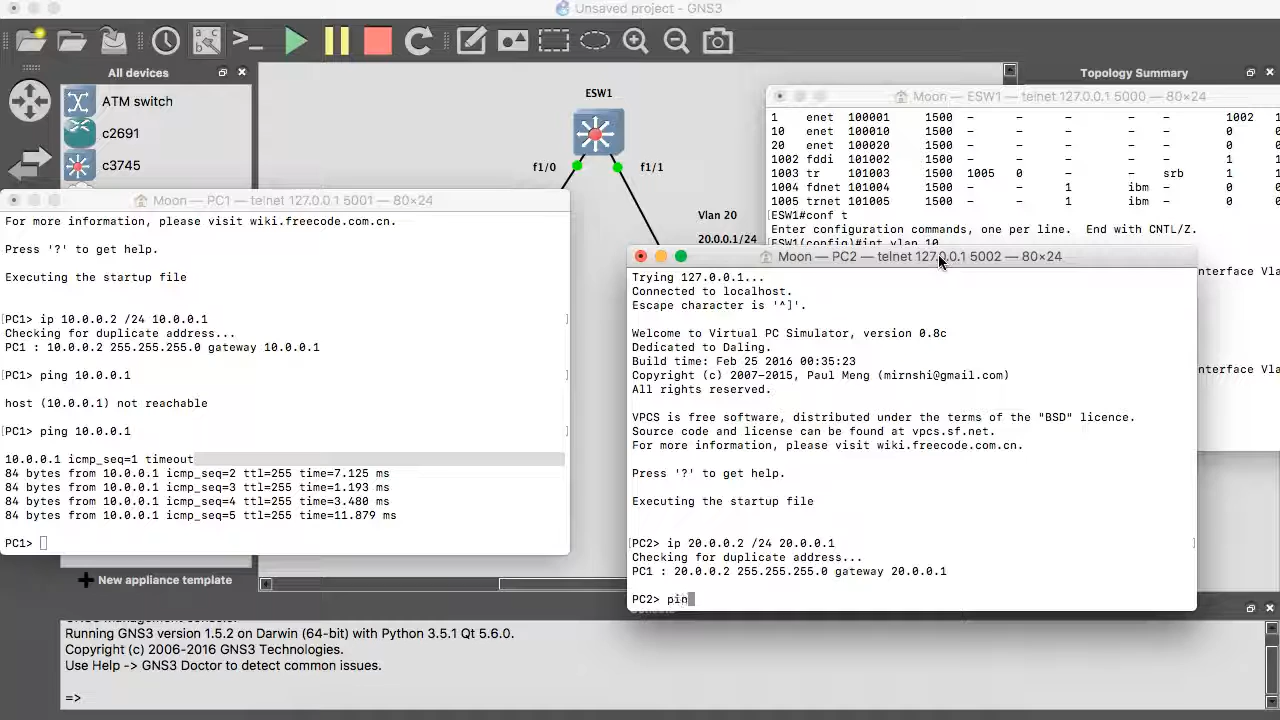 Unsaved project - GNS3
All devices
ATM switch
c2691
c3745
ESW1
f1/0
f1/1
Vlan 20
20.0.0.1/24
Topology Summary
Moon — ESW1 — telnet 127.0.0.1 5000 — 80×24
1 enet 100001 1500 – – – – – 1002
10 enet 100010 1500 – – – – – 0
20 enet 100020 1500 – – – – – 0
1002 fddi 101002 1500 – – – – – 1
1003 tr 101003 1500 1005 0 – – srb 1
1004 fdnet 101004 1500 – – 1 ibm – 0
1005 trnet 101005 1500 – – 1 ibm – 0
[ESW1#conf t
Enter configuration commands, one per line. End with CNTL/Z.
[ESW1(config)#int vlan 10
nterface Vla
nterface Vla
Moon — PC1 — telnet 127.0.0.1 5001 — 80×24
For more information, please visit wiki.freecode.com.cn.
Press '?' to get help.
Executing the startup file
[PC1> ip 10.0.0.2 /24 10.0.0.1 ]
Checking for duplicate address...
PC1 : 10.0.0.2 255.255.255.0 gateway 10.0.0.1
[PC1> ping 10.0.0.1 ]
host (10.0.0.1) not reachable
[PC1> ping 10.0.0.1 ]
10.0.0.1 icmp_seq=1 timeout
84 bytes from 10.0.0.1 icmp_seq=2 ttl=255 time=7.125 ms
84 bytes from 10.0.0.1 icmp_seq=3 ttl=255 time=1.193 ms
84 bytes from 10.0.0.1 icmp_seq=4 ttl=255 time=3.480 ms
84 bytes from 10.0.0.1 icmp_seq=5 ttl=255 time=11.879 ms
PC1>
Moon — PC2 — telnet 127.0.0.1 5002 — 80×24
Trying 127.0.0.1...
Connected to localhost.
Escape character is '^]'.
Welcome to Virtual PC Simulator, version 0.8c
Dedicated to Daling.
Build time: Feb 25 2016 00:35:23
Copyright (c) 2007-2015, Paul Meng (mirnshi@gmail.com)
All rights reserved.
VPCS is free software, distributed under the terms of the "BSD" licence.
Source code and license can be found at vpcs.sf.net.
For more information, please visit wiki.freecode.com.cn.
Press '?' to get help.
Executing the startup file
[PC2> ip 20.0.0.2 /24 20.0.0.1 ]
Checking for duplicate address...
PC1 : 20.0.0.2 255.255.255.0 gateway 20.0.0.1
PC2> pin
New appliance template
Running GNS3 version 1.5.2 on Darwin (64-bit) with Python 3.5.1 Qt 5.6.0.
Copyright (c) 2006-2016 GNS3 Technologies.
Use Help -> GNS3 Doctor to detect common issues.
=>